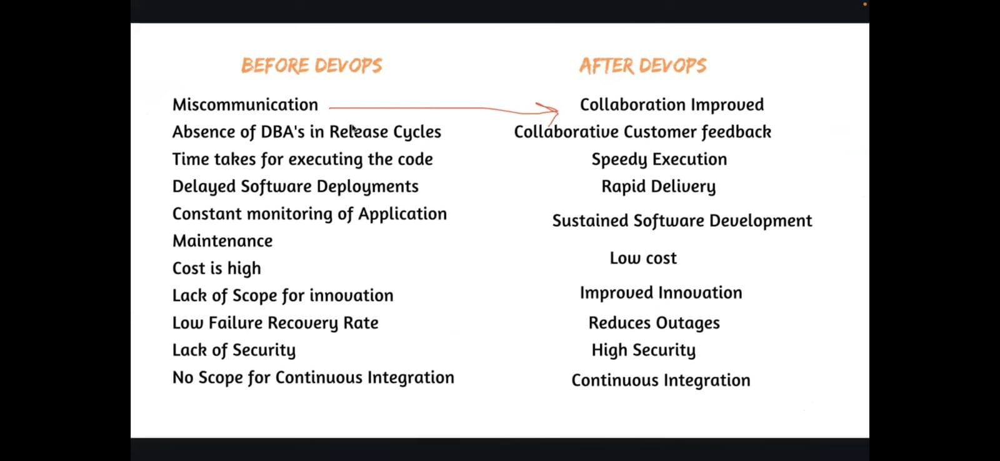 BEFORE DEVOPS
Miscommunication
Absence of DBA's in Release Cycles
Time takes for executing the code
Delayed Software Deployments
Constant monitoring of Application
Maintenance
Cost is high
Lack of Scope for innovation
Low Failure Recovery Rate
Lack of Security
No Scope for Continuous Integration
AFTER DEVOPS
Collaboration Improved
Collaborative Customer feedback
Speedy Execution
Rapid Delivery
Sustained Software Development
Low cost
Improved Innovation
Reduces Outages
High Security
Continuous Integration